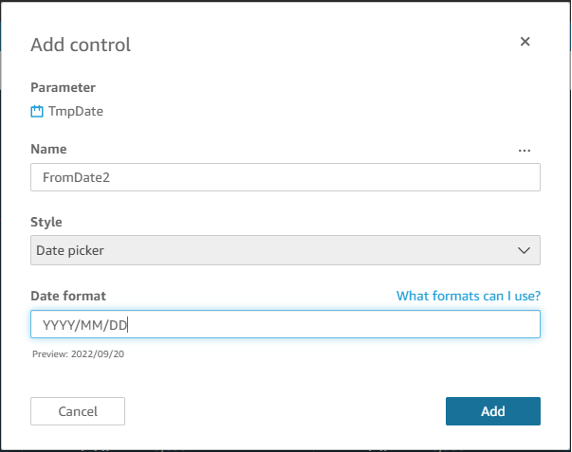 Add control
Parameter
TmpDate
Name
FromDate2
Style
Date picker
Date format What formats can I use?
YYYY/MM/DD
Preview: 2022/09/20
Cancel Add